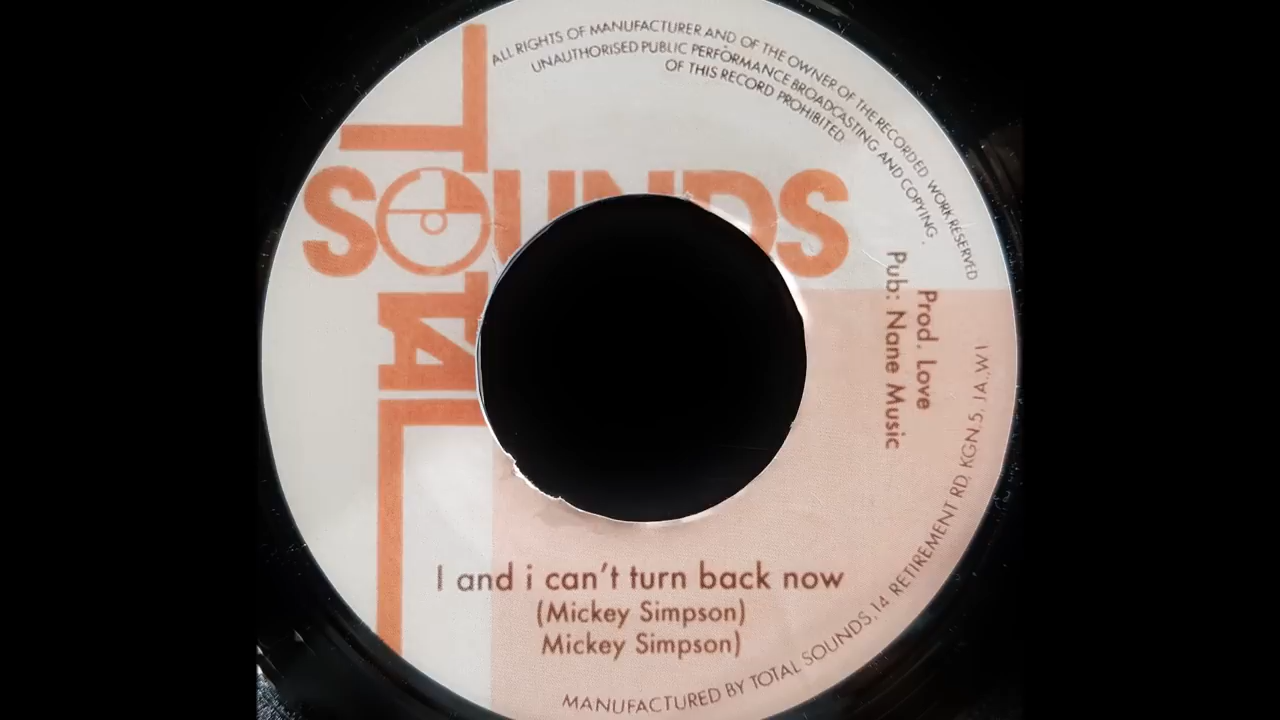 ALL RIGHTS OF MANUFACTURER AND OF THE OWNER OF THE RECORDED WORK RESERVED
UNAUTHORISED PUBLIC PERFORMANCE BROADCASTING AND COPYING
OF THIS RECORD PROHIBITED.
TOTAL
SOUNDS
Prod. Love
Pub: Nane Music
I and i can't turn back now
(Mickey Simpson)
Mickey Simpson)
MANUFACTURED BY TOTAL SOUNDS, 14 RETIREMENT RD, KGN. 5, JA., W.I